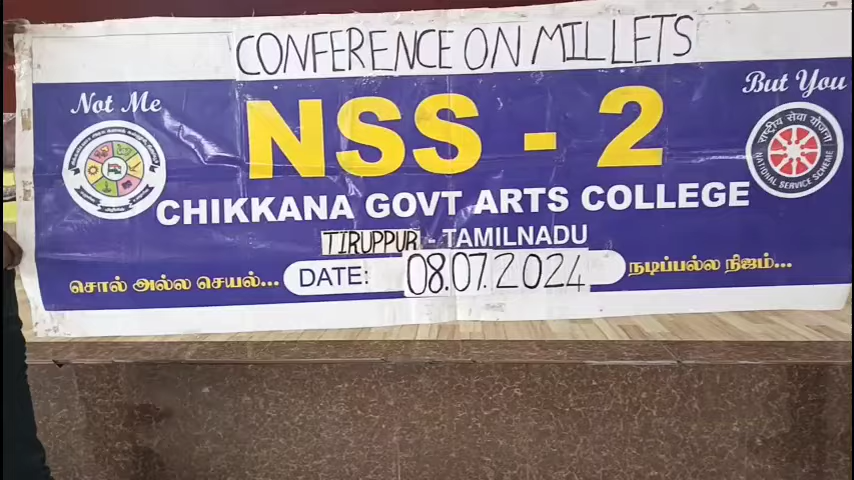 CONFERENCE ON MILLETS
Not Me
But You
NSS - 2
CHIKKANA GOVT ARTS COLLEGE
TIRUPPUR - TAMILNADU
சொல் அல்ல செயல்...
DATE: 08.07.2024
நடிப்பல்ல நிஜம்...
राष्ट्रीय सेवा योजना
NATIONAL SERVICE SCHEME